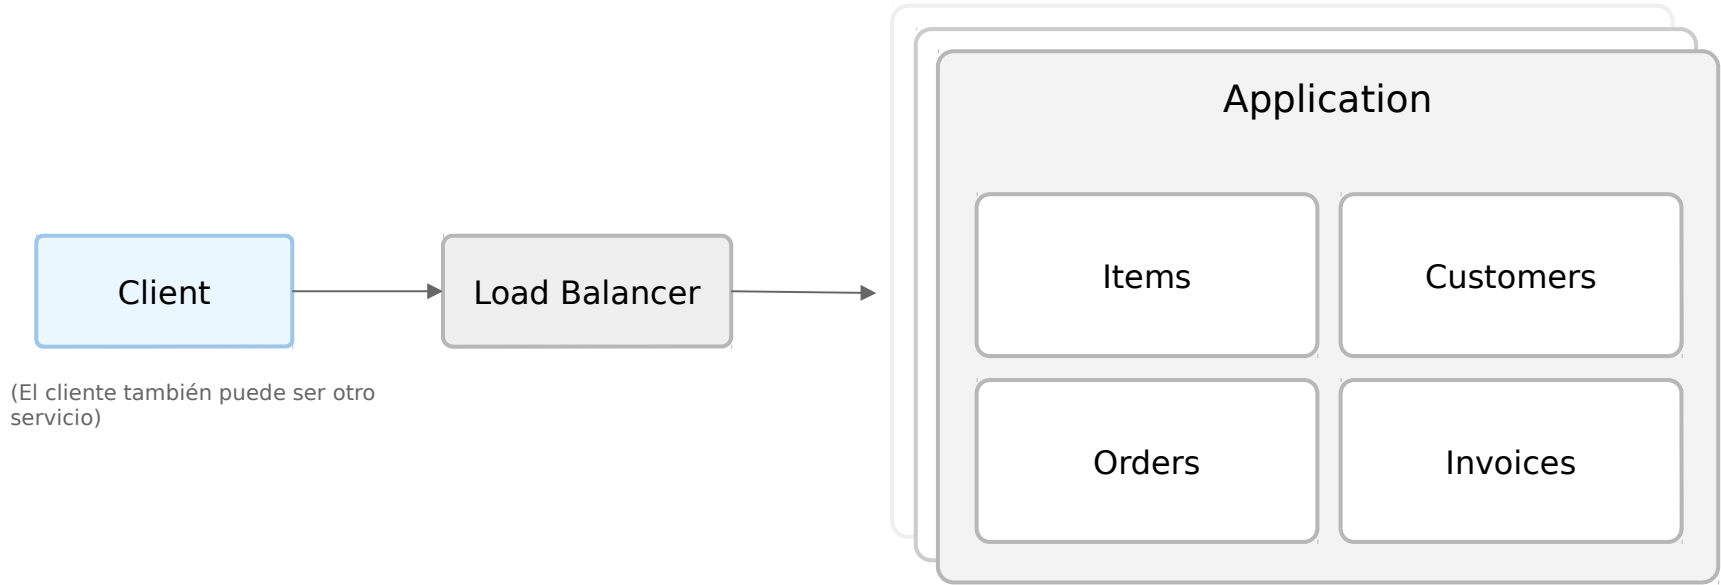 Application
Items
Customers
Client
Load Balancer
(El cliente también puede ser otro
servicio)
Orders
Invoices